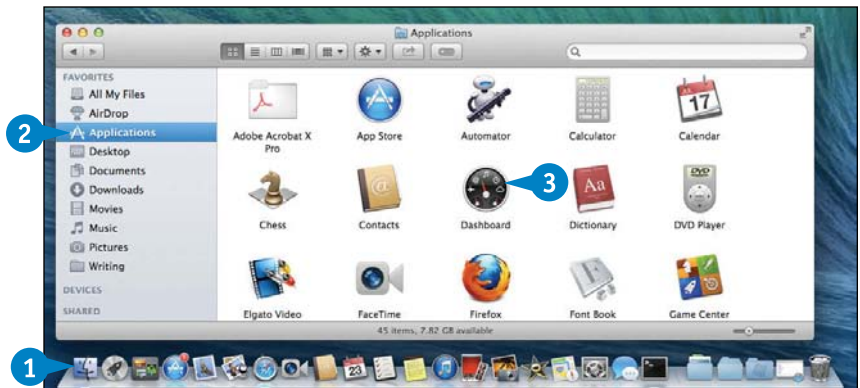 Applications
FAVORITES
All My Files
AirDrop
Applications
Desktop
Documents
Downloads
Movies
Music
Pictures
Writing
DEVICES
SHARED
17
Adobe Acrobat X
Pro
App Store
Automator
Calculator
Calendar
@
Aa
DVD
Chess
Contacts
Dashboard
Dictionary
DVD Player
Elgato Video
FaceTime
Firefox
Font Book
Game Center
45 items, 7.82 GB available
23
2
3
1